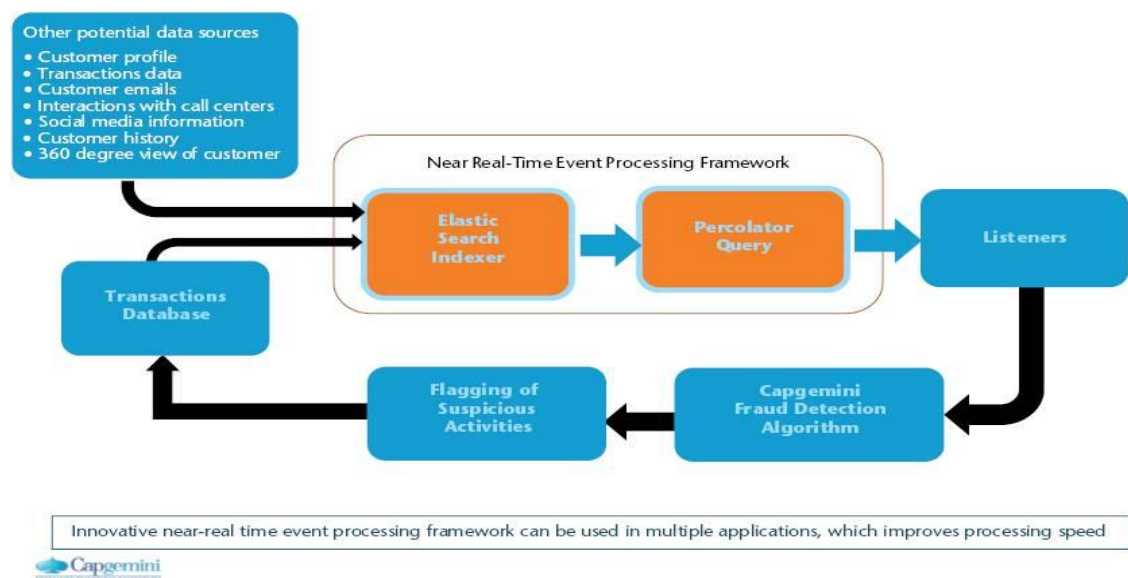 Other potential data sources
• Customer profile
• Transactions data
• Customer emails
• Interactions with call centers
• Social media information
• Customer history
• 360 degree view of customer
Near Real-Time Event Processing Framework
Elastic
Search
Indexer
Percolator
Query
Listeners
Transactions
Database
Flagging of
Suspicious
Activities
Capgemini
Fraud Detection
Algorithm
Innovative near-real time event processing framework can be used in multiple applications, which improves processing speed
Capgemini